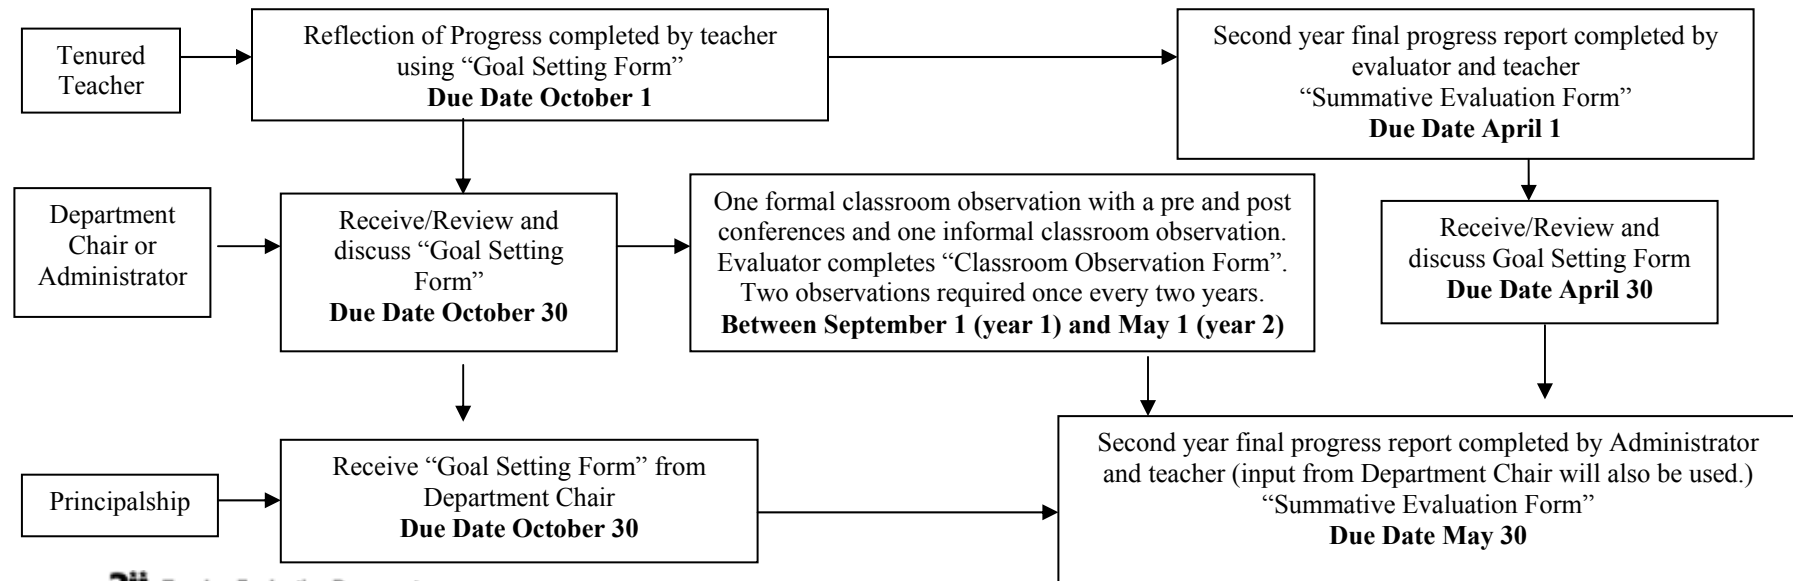 Tenured
Teacher
Reflection of Progress completed by teacher
using “Goal Setting Form”
Due Date October 1
Second year final progress report completed by
evaluator and teacher
“Summative Evaluation Form”
Due Date April 1
Department
Chair or
Administrator
Receive/Review and
discuss “Goal Setting
Form”
Due Date October 30
One formal classroom observation with a pre and post
conferences and one informal classroom observation.
Evaluator completes “Classroom Observation Form”.
Two observations required once every two years.
Between September 1 (year 1) and May 1 (year 2)
Receive/Review and
discuss Goal Setting Form
Due Date April 30
Principalship
Receive “Goal Setting Form” from
Department Chair
Due Date October 30
Second year final progress report completed by Administrator
and teacher (input from Department Chair will also be used.)
“Summative Evaluation Form”
Due Date May 30